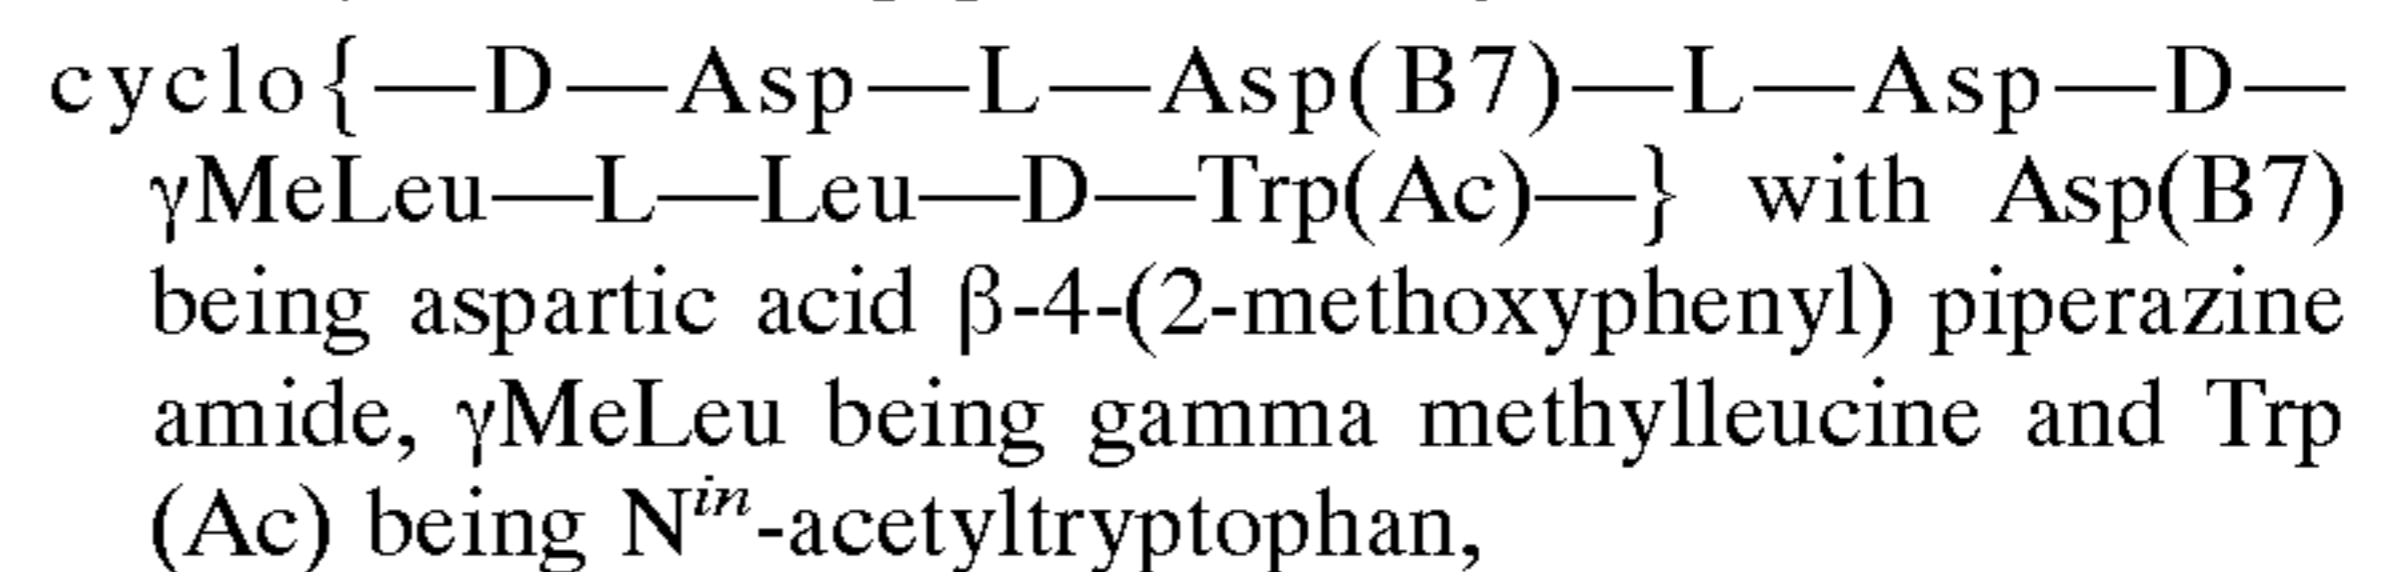 cyclo{—D—Asp—L—Asp(B7)—L—Asp—D—
γMeLeu—L—Leu—D—Trp(Ac)—} with Asp(B7)
being aspartic acid β-4-(2-methoxyphenyl) piperazine
amide, γMeLeu being gamma methylleucine and Trp
(Ac) being Nⁱⁿ-acetyltryptophan,